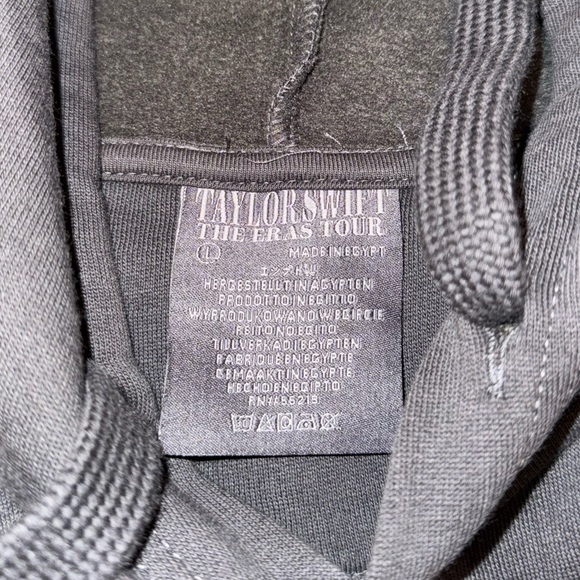 TAYLOR SWIFT
THE ERAS TOUR
L MADE IN EGYPT
HERGESTELLT IN ÄGYPTEN
PRODOTTO IN EGITTO
WYPRODUKOWANO W EGIPCIE
FEITO NO EGITO
TILLVERKAD I EGYPTEN
FABRIQUE EN EGYPTE
GEMAAKT IN EGYPTE
HECHO EN EGIPTO